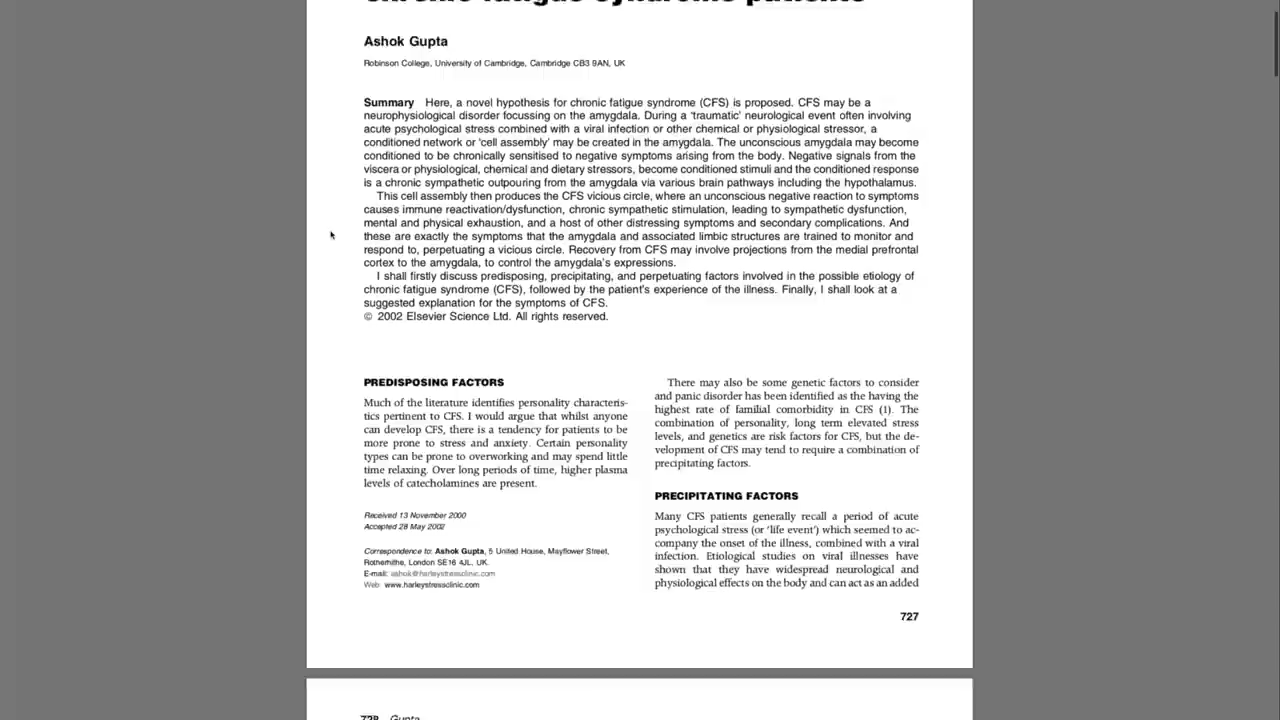 chronic fatigue syndrome patients
Ashok Gupta
Robinson College, University of Cambridge, Cambridge CB3 9AN, UK
Summary Here, a novel hypothesis for chronic fatigue syndrome (CFS) is proposed. CFS may be a
neurophysiological disorder focussing on the amygdala. During a 'traumatic' neurological event often involving
acute psychological stress combined with a viral infection or other chemical or physiological stressor, a
conditioned network or 'cell assembly' may be created in the amygdala. The unconscious amygdala may become
conditioned to be chronically sensitised to negative symptoms arising from the body. Negative signals from the
viscera or physiological, chemical and dietary stressors, become conditioned stimuli and the conditioned response
is a chronic sympathetic outpouring from the amygdala via various brain pathways including the hypothalamus.
This cell assembly then produces the CFS vicious circle, where an unconscious negative reaction to symptoms
causes immune reactivation/dysfunction, chronic sympathetic stimulation, leading to sympathetic dysfunction,
mental and physical exhaustion, and a host of other distressing symptoms and secondary complications. And
these are exactly the symptoms that the amygdala and associated limbic structures are trained to monitor and
respond to, perpetuating a vicious circle. Recovery from CFS may involve projections from the medial prefrontal
cortex to the amygdala, to control the amygdala's expressions.
I shall firstly discuss predisposing, precipitating, and perpetuating factors involved in the possible etiology of
chronic fatigue syndrome (CFS), followed by the patient's experience of the illness. Finally, I shall look at a
suggested explanation for the symptoms of CFS.
© 2002 Elsevier Science Ltd. All rights reserved.
PREDISPOSING FACTORS
Much of the literature identifies personality characteris-
tics pertinent to CFS. I would argue that whilst anyone
can develop CFS, there is a tendency for patients to be
more prone to stress and anxiety. Certain personality
types can be prone to overworking and may spend little
time relaxing. Over long periods of time, higher plasma
levels of catecholamines are present.
Received 13 November 2000
Accepted 28 May 2002
Correspondence to: Ashok Gupta, 5 United House, Mayflower Street,
Rotherhithe, London SE16 4JL, UK.
E-mail: ashok@harleystressclinic.com
Web: www.harleystressclinic.com
There may also be some genetic factors to consider
and panic disorder has been identified as the having the
highest rate of familial comorbidity in CFS (1). The
combination of personality, long term elevated stress
levels, and genetics are risk factors for CFS, but the de-
velopment of CFS may tend to require a combination of
precipitating factors.
PRECIPITATING FACTORS
Many CFS patients generally recall a period of acute
psychological stress (or 'life event') which seemed to ac-
company the onset of the illness, combined with a viral
infection. Etiological studies on viral illnesses have
shown that they have widespread neurological and
physiological effects on the body and can act as an added
727
728 Gupta